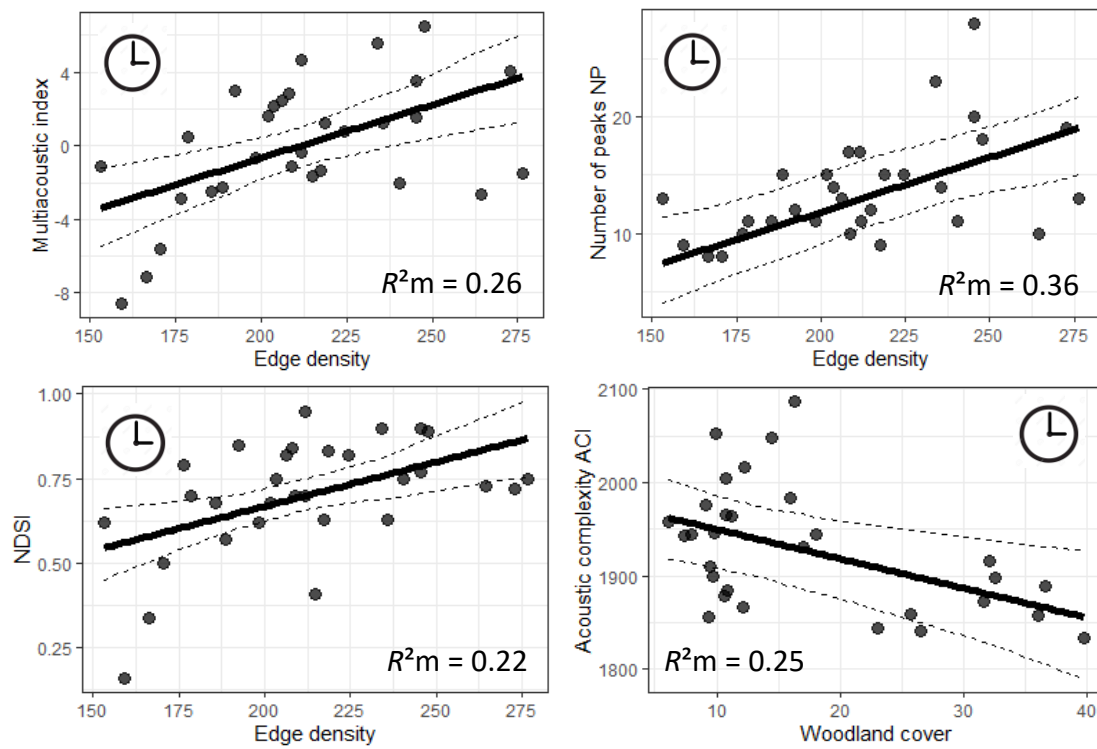 Multiacoustic index
4
0
-4
-8
R²m = 0.26
150 175 200 225 250 275
Edge density
Number of peaks NP
20
10
R²m = 0.36
150 175 200 225 250 275
Edge density
NDSI
1.00
0.75
0.50
0.25
R²m = 0.22
150 175 200 225 250 275
Edge density
Acoustic complexity ACI
2100
2000
1900
1800
R²m = 0.25
10 20 30 40
Woodland cover